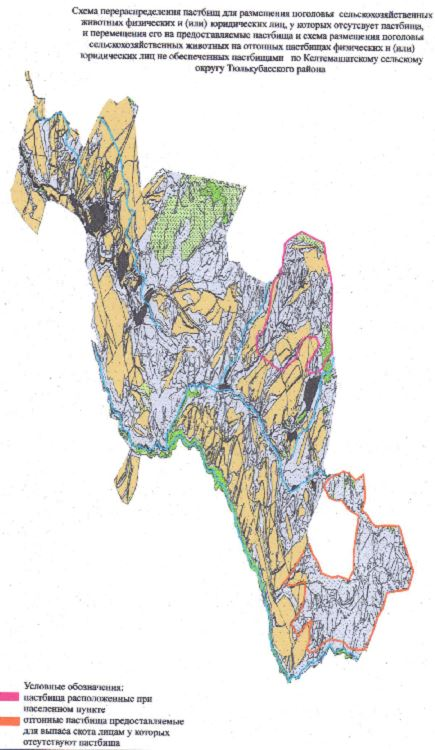 Схема перераспределения пастбищ для размещения поголовья сельскохозяйственных
животных физических и (или) юридических лиц, у которых отсутсвует пастбища,
и перемещения его на предоставляемые пастбища и схема размещения поголовья
сельскохозяйственных животных на отгонных пастбищах физических и (или)
юридических лиц не обеспеченных пастбищами по Келтемашатскому сельскому
округу Тюлькубасского района
Условные обозначения:
пастбища расположенные при
населенном пункте
отгонные пастбища предоставляемые
для выпаса скота лицам у которых
отсутствуют пастбиша